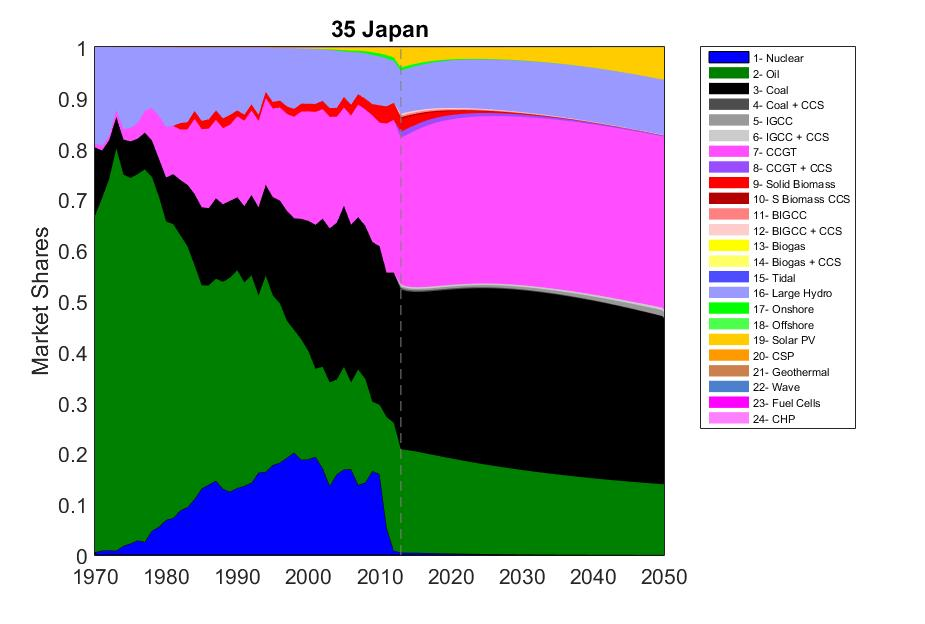 35 Japan
Market Shares
1
0.9
0.8
0.7
0.6
0.5
0.4
0.3
0.2
0.1
0
1970 1980 1990 2000 2010 2020 2030 2040 2050
1- Nuclear
2- Oil
3- Coal
4- Coal + CCS
5- IGCC
6- IGCC + CCS
7- CCGT
8- CCGT + CCS
9- Solid Biomass
10- S Biomass CCS
11- BIGCC
12- BIGCC + CCS
13- Biogas
14- Biogas + CCS
15- Tidal
16- Large Hydro
17- Onshore
18- Offshore
19- Solar PV
20- CSP
21- Geothermal
22- Wave
23- Fuel Cells
24- CHP